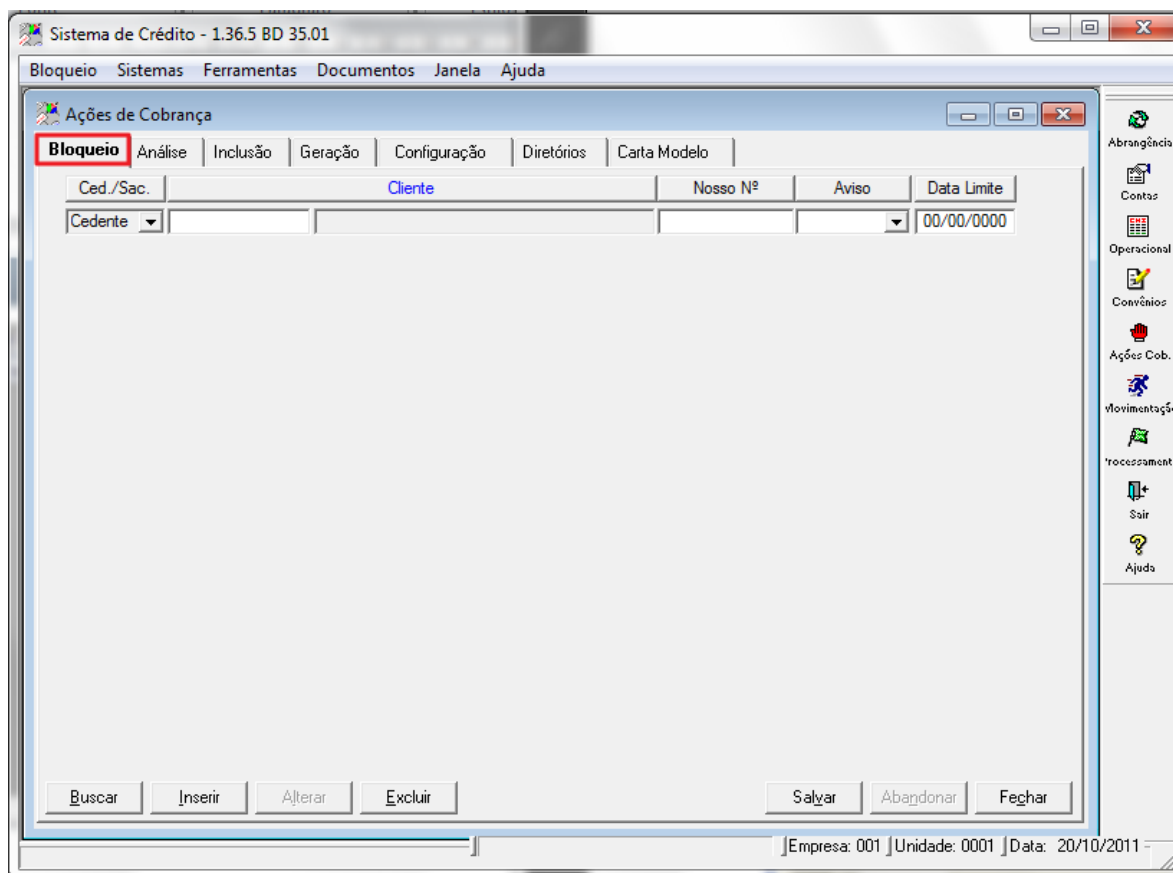 Sistema de Crédito - 1.36.5 BD 35.01
Bloqueio Sistemas Ferramentas Documentos Janela Ajuda
Ações de Cobrança
Bloqueio Análise Inclusão Geração Configuração Diretórios Carta Modelo
Ced./Sac. Cliente Nosso Nº Aviso Data Limite
Cedente 00/00/0000
Abrangência
Contas
Operacional
Convênios
Ações Cob.
Movimentaçã
rocessament
Sair
Ajuda
Buscar Inserir Alterar Excluir Salvar Abandonar Fechar
Empresa: 001 Unidade: 0001 Data: 20/10/2011